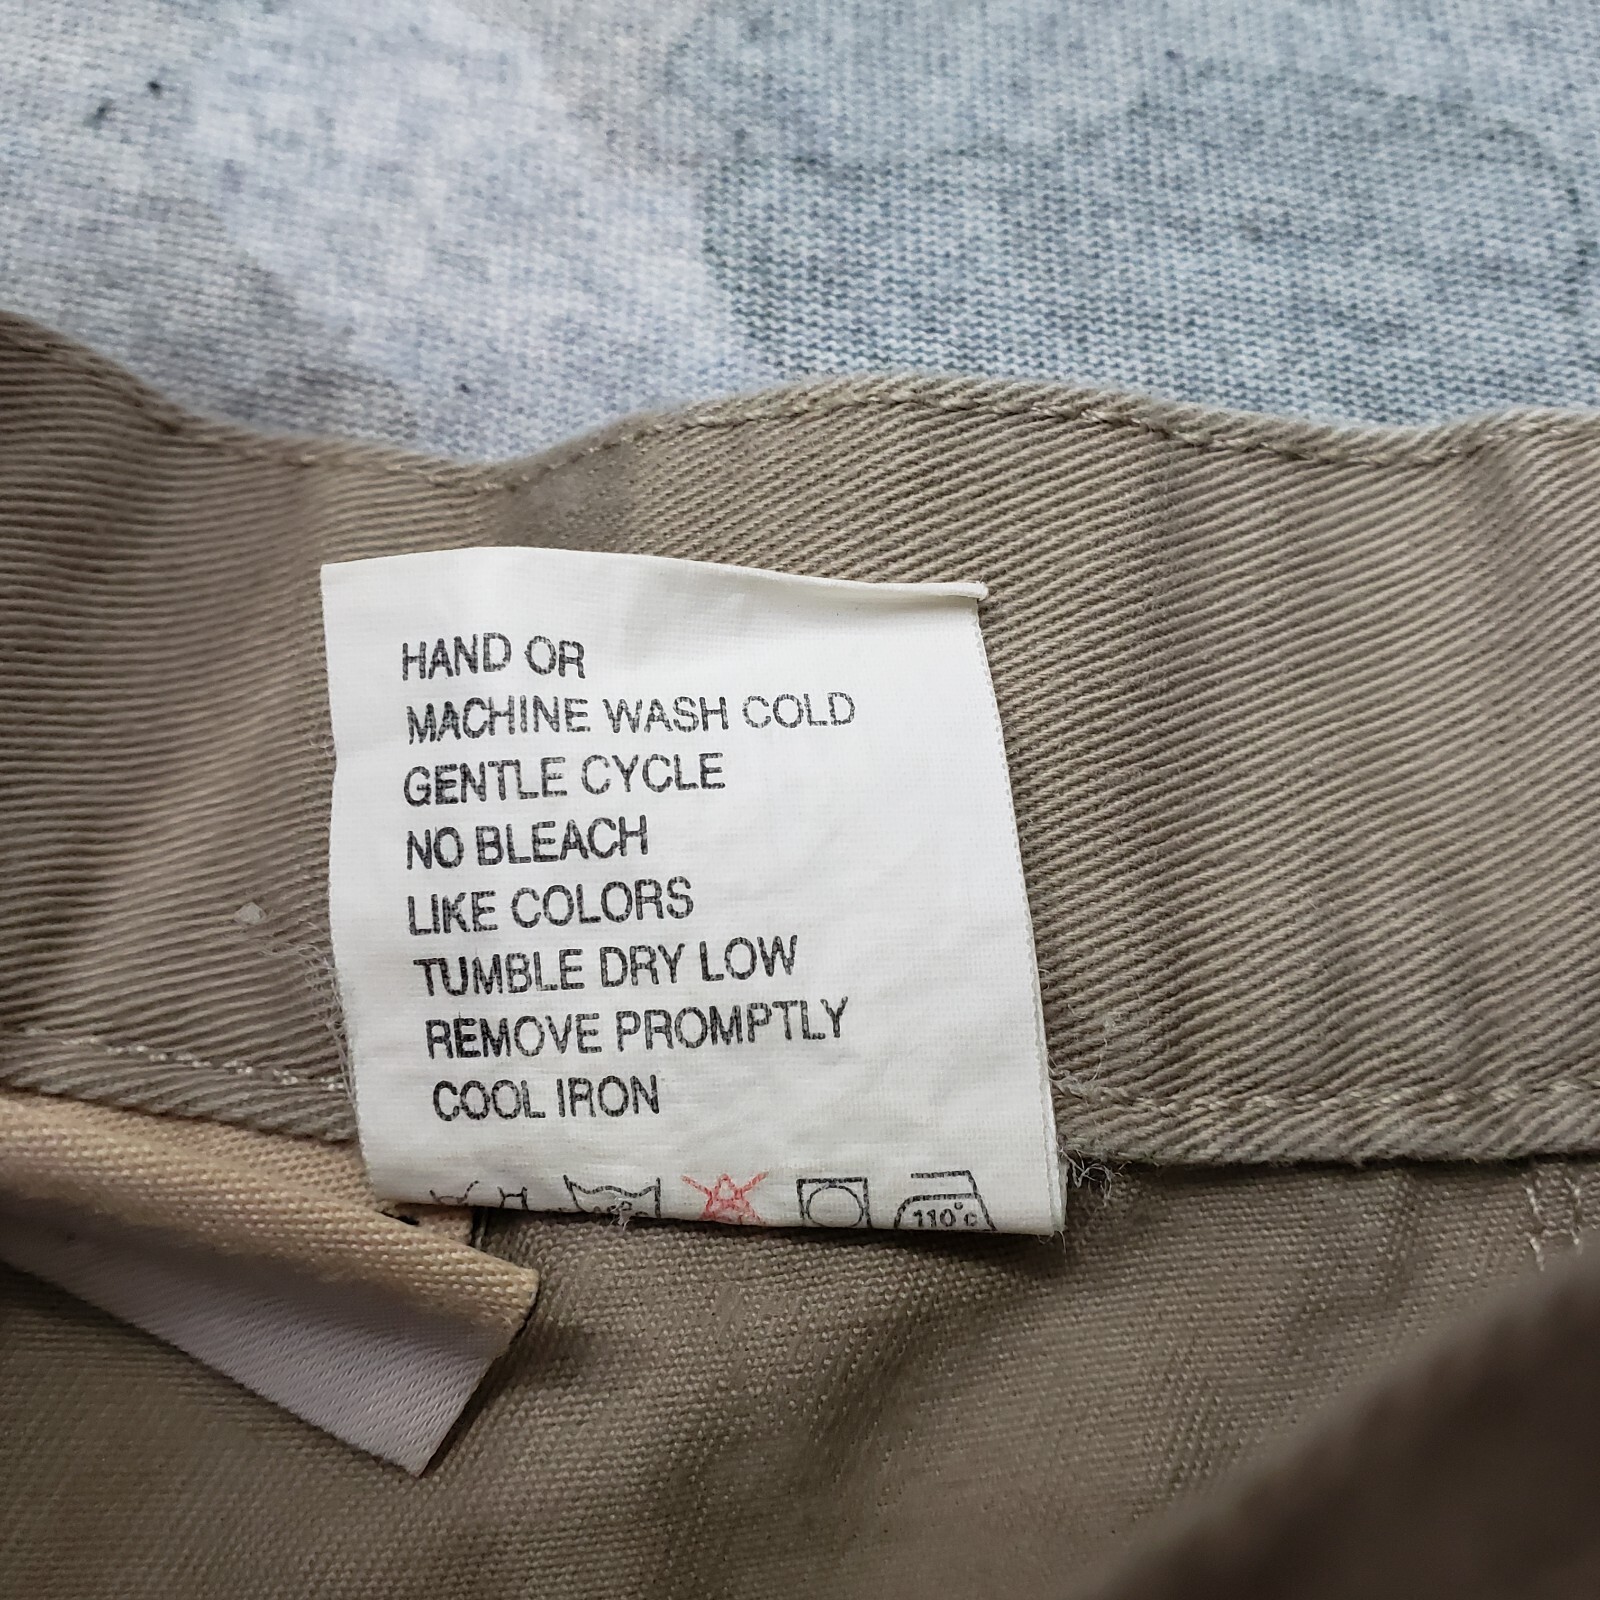 HAND OR
MACHINE WASH COLD
GENTLE CYCLE
NO BLEACH
LIKE COLORS
TUMBLE DRY LOW
REMOVE PROMPTLY
COOL IRON
110°C